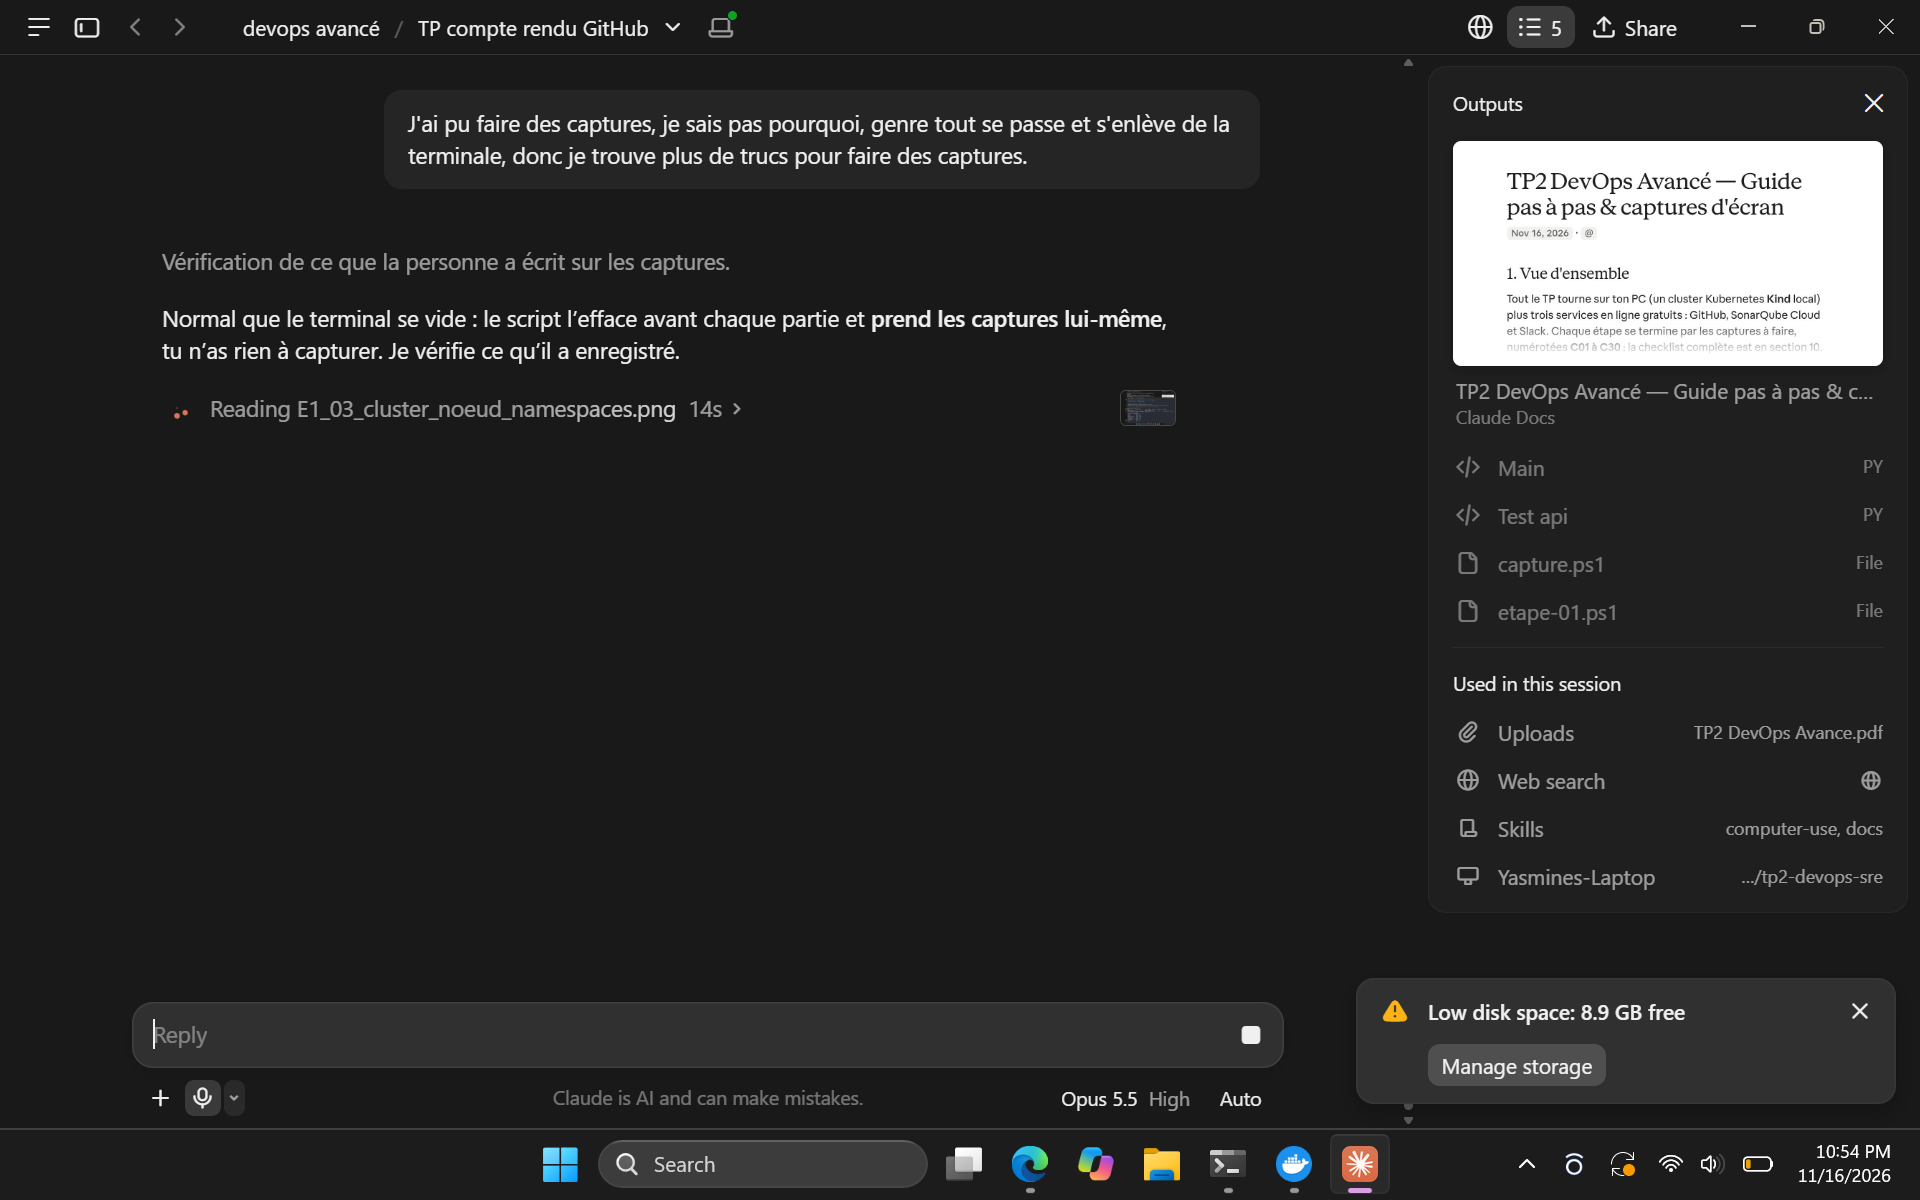 devops avancé / TP compte rendu GitHub
5
Share
J'ai pu faire des captures, je sais pas pourquoi, genre tout se passe et s'enlève de la
terminale, donc je trouve plus de trucs pour faire des captures.
Vérification de ce que la personne a écrit sur les captures.
Normal que le terminal se vide : le script l’efface avant chaque partie et prend les captures lui-même,
tu n’as rien à capturer. Je vérifie ce qu’il a enregistré.
Reading E1_03_cluster_noeud_namespaces.png 14s
Outputs
TP2 DevOps Avancé — Guide
pas à pas & captures d'écran
Nov 16, 2026 · @
1. Vue d'ensemble
Tout le TP tourne sur ton PC (un cluster Kubernetes Kind local)
plus trois services en ligne gratuits : GitHub, SonarQube Cloud
et Slack. Chaque étape se termine par les captures à faire,
numérotées C01 à C30 : la checklist complète est en section 10.
TP2 DevOps Avancé — Guide pas à pas & c...
Claude Docs
Main PY
Test api PY
capture.ps1 File
etape-01.ps1 File
Used in this session
Uploads TP2 DevOps Avance.pdf
Web search
Skills computer-use, docs
Yasmines-Laptop .../tp2-devops-sre
Low disk space: 8.9 GB free
Manage storage
Reply
Claude is AI and can make mistakes.
Opus 5.5 High Auto
Search
10:54 PM
11/16/2026